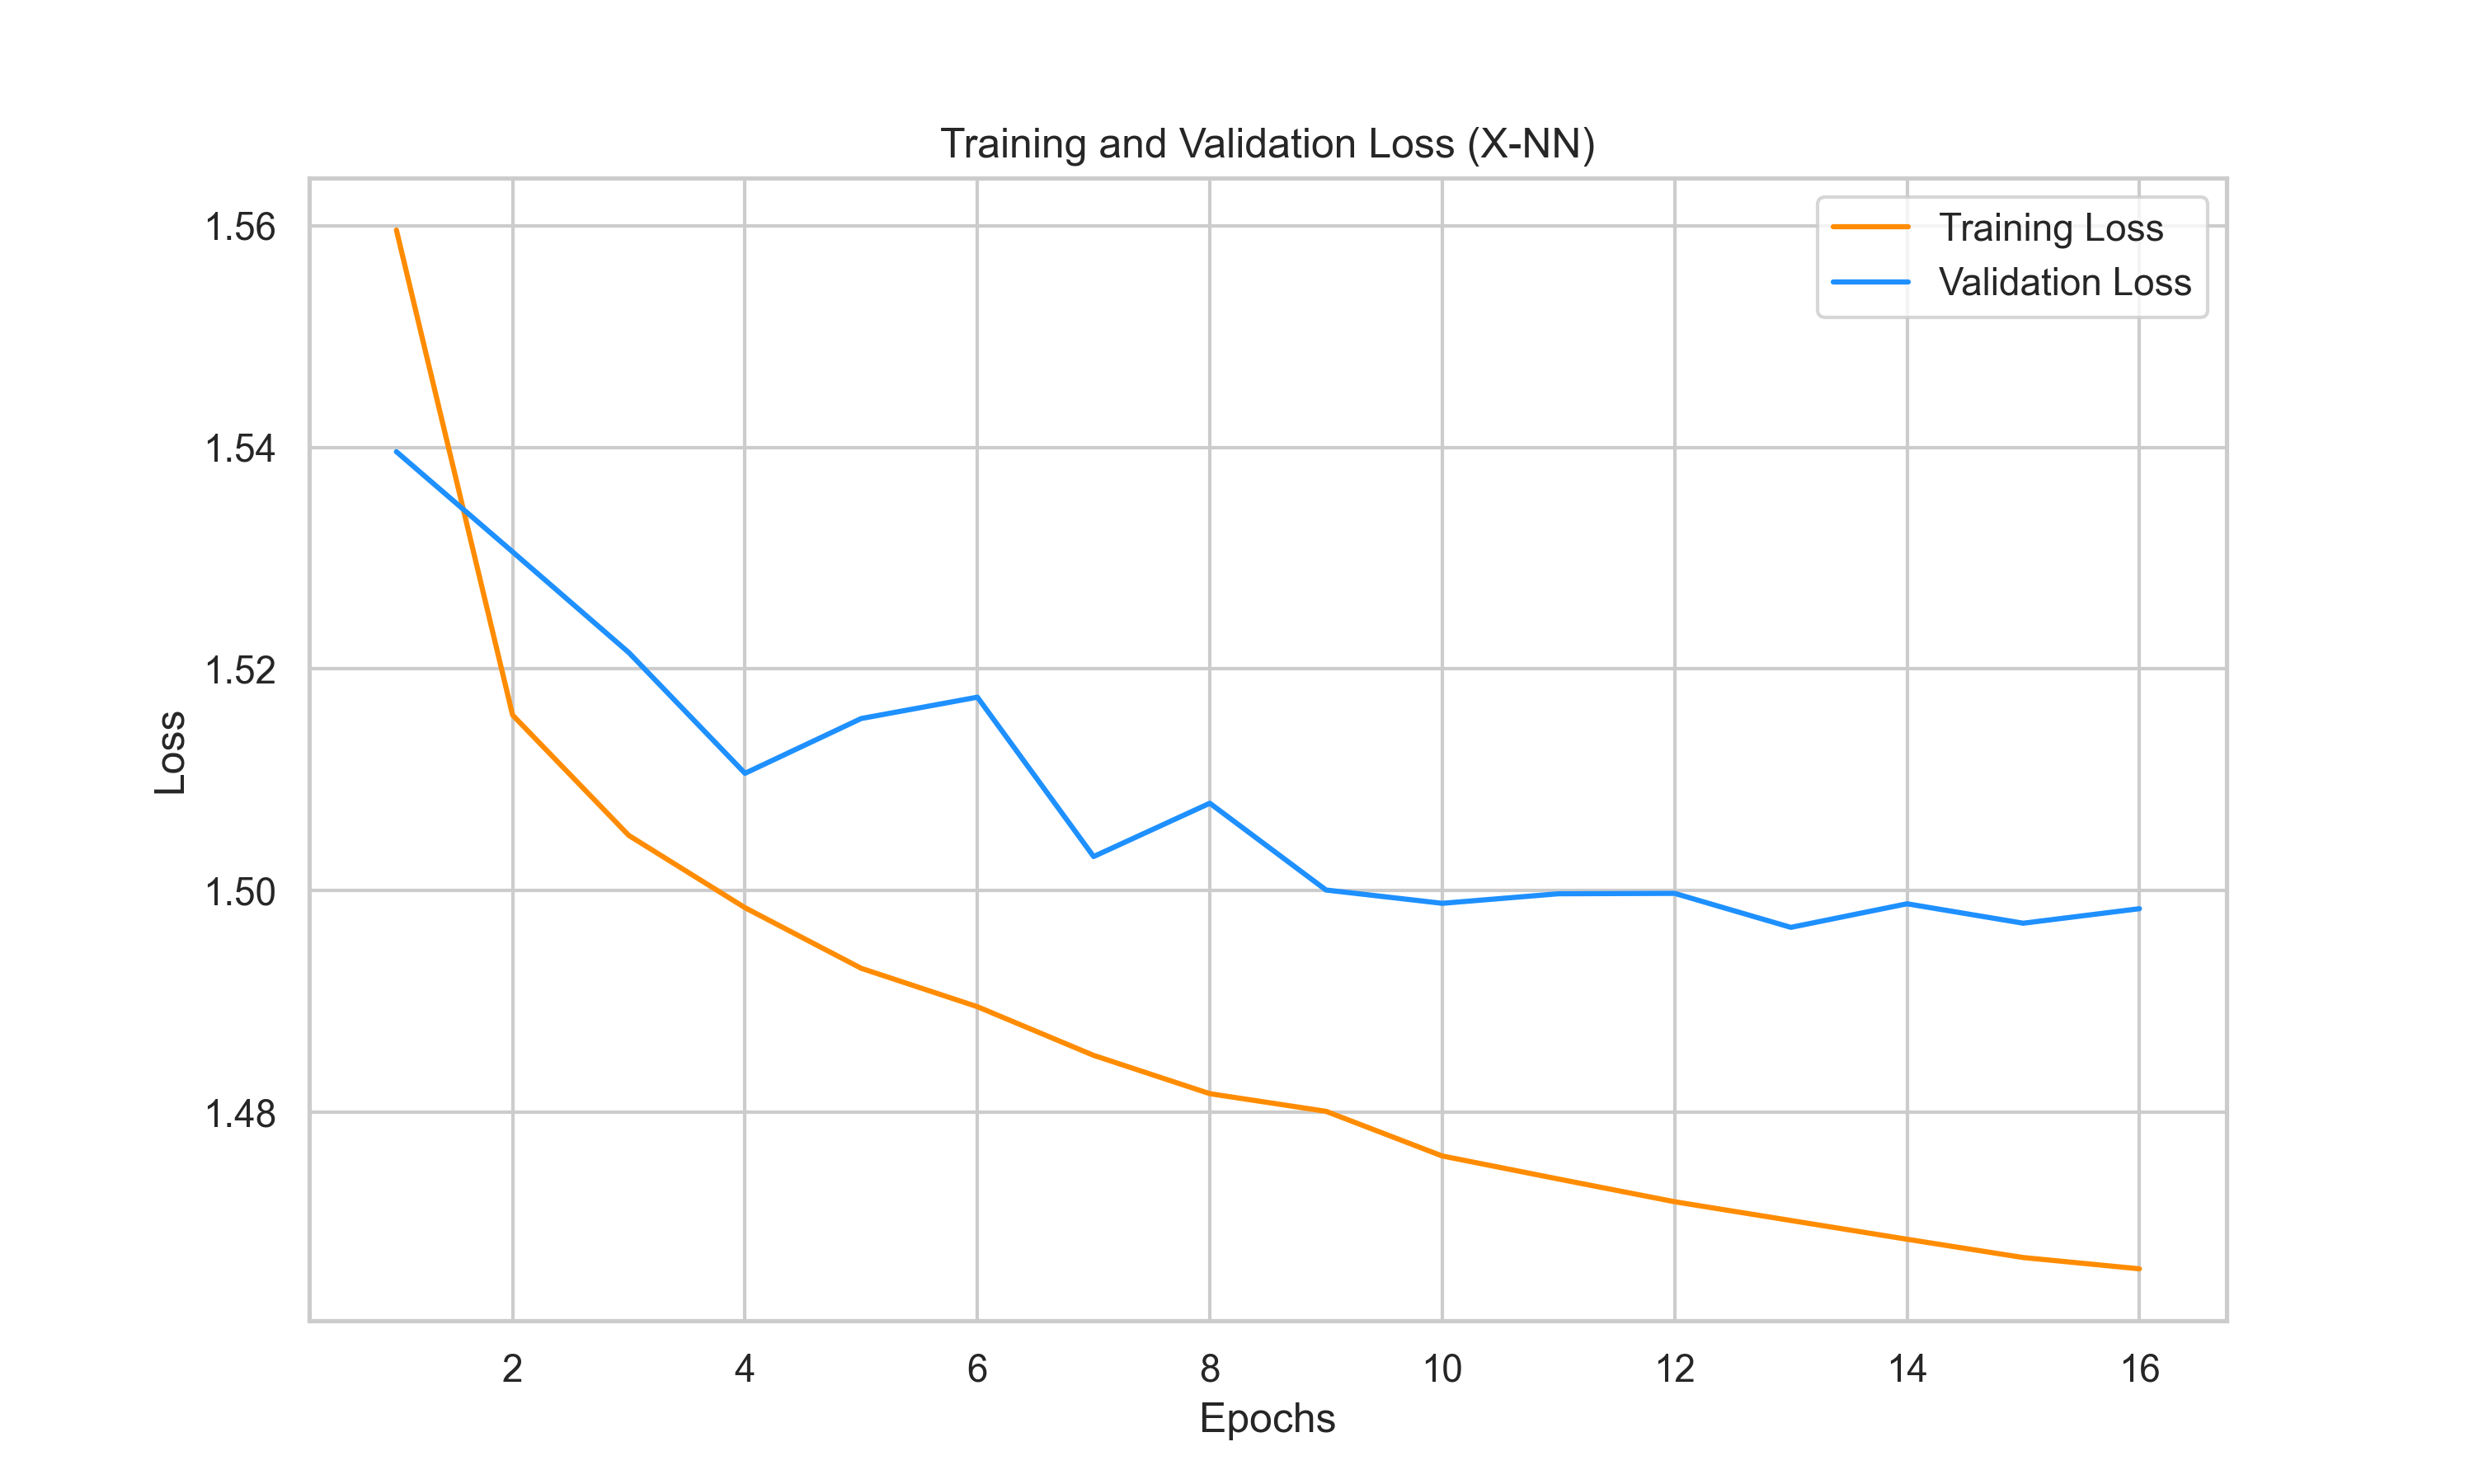 Training and Validation Loss (X-NN)
Training Loss
Validation Loss
1.56
1.54
1.52
1.50
1.48
Loss
2 4 6 8 10 12 14 16
Epochs